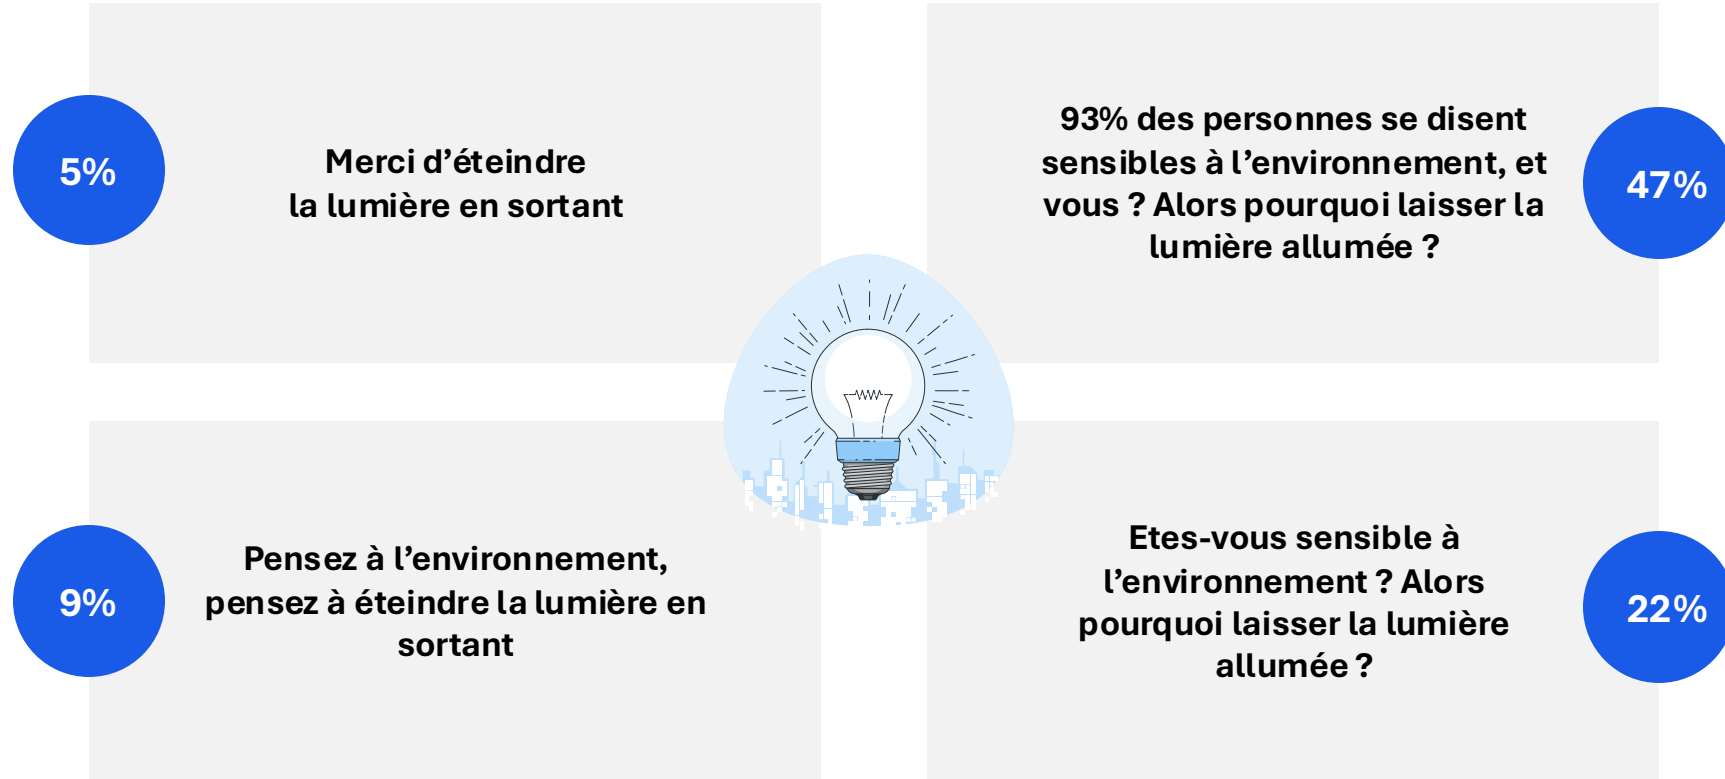 5%
Merci d’éteindre
la lumière en sortant
93% des personnes se disent
sensibles à l’environnement, et
vous ? Alors pourquoi laisser la
lumière allumée ?
47%
9%
Pensez à l’environnement,
pensez à éteindre la lumière en
sortant
Etes-vous sensible à
l’environnement ? Alors
pourquoi laisser la lumière
allumée ?
22%